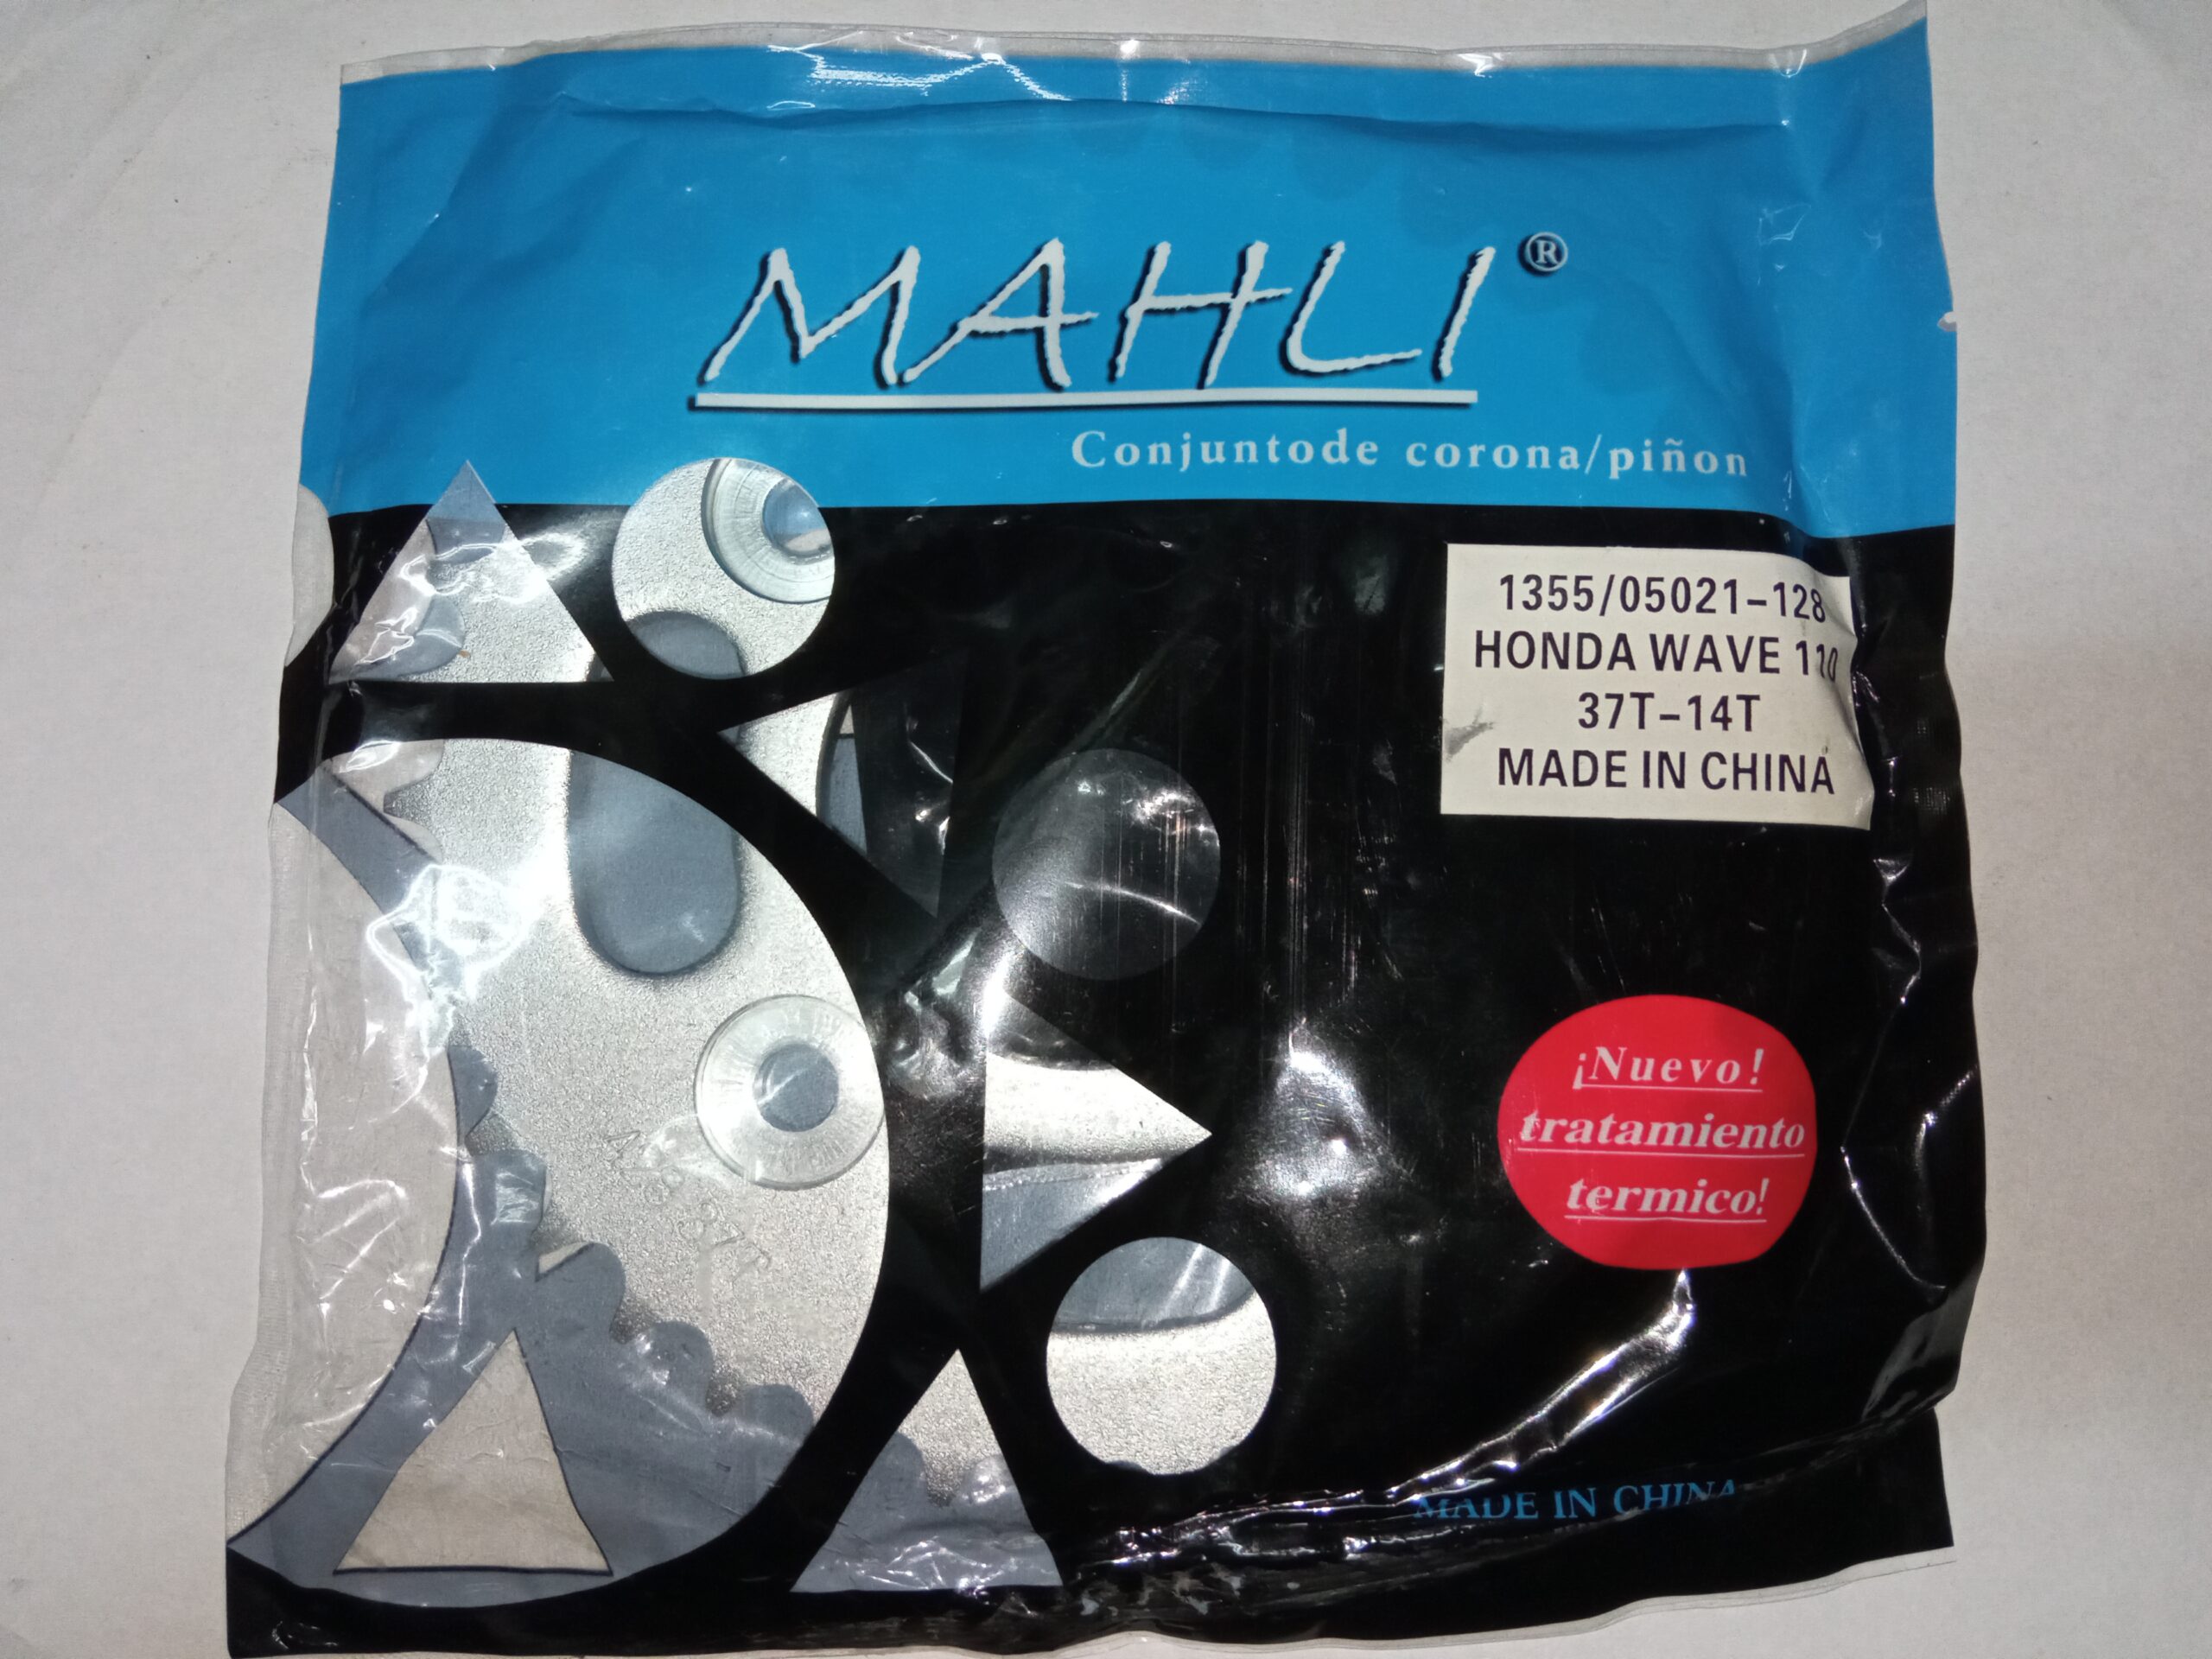 MAHLI®
Conjuntode corona/piñon
1355/05021-128
HONDA WAVE 110
37T-14T
MADE IN CHINA
¡Nuevo!
tratamiento
termico!
37T
MADE IN CHINA